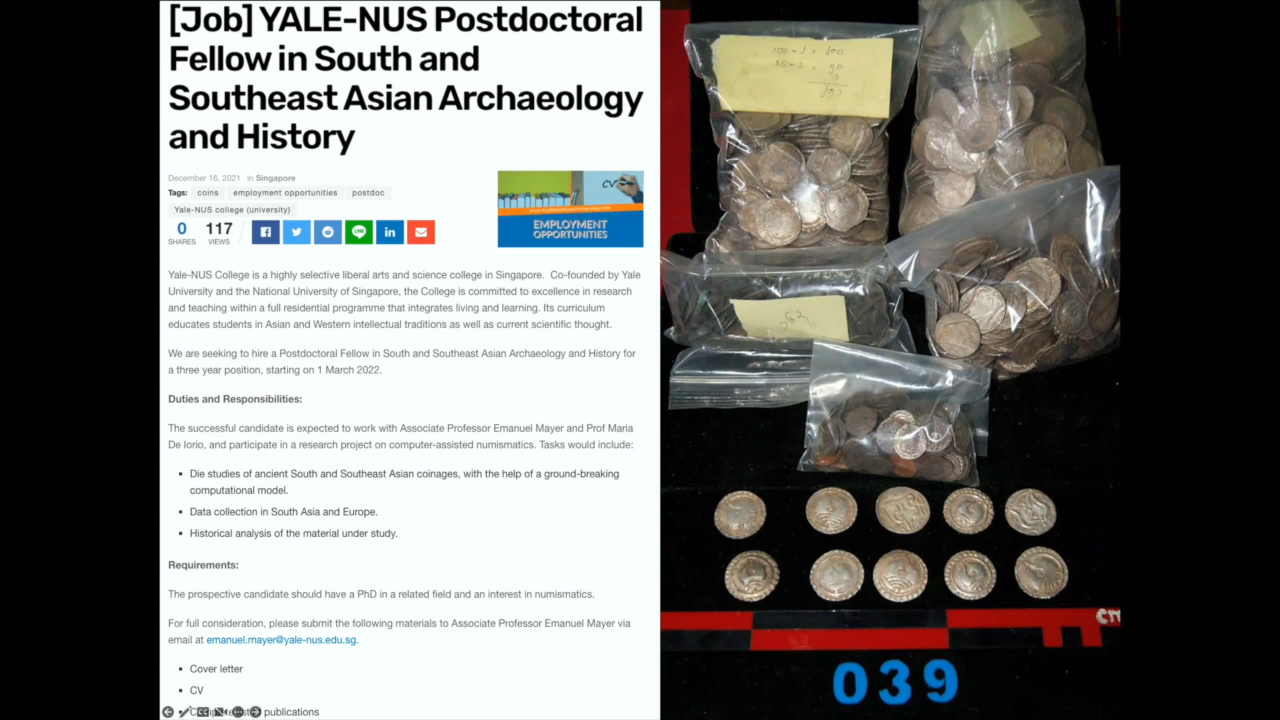 [Job] YALE-NUS Postdoctoral
Fellow in South and
Southeast Asian Archaeology
and History
December 16, 2021 in Singapore
Tags: coins employment opportunities postdoc
Yale-NUS college (university)
0
SHARES
117
VIEWS
CV
EMPLOYMENT
OPPORTUNITIES
Yale-NUS College is a highly selective liberal arts and science college in Singapore. Co-founded by Yale
University and the National University of Singapore, the College is committed to excellence in research
and teaching within a full residential programme that integrates living and learning. Its curriculum
educates students in Asian and Western intellectual traditions as well as current scientific thought.
We are seeking to hire a Postdoctoral Fellow in South and Southeast Asian Archaeology and History for
a three year position, starting on 1 March 2022.
Duties and Responsibilities:
The successful candidate is expected to work with Associate Professor Emanuel Mayer and Prof Maria
De Iorio, and participate in a research project on computer-assisted numismatics. Tasks would include:
Die studies of ancient South and Southeast Asian coinages, with the help of a ground-breaking
computational model.
Data collection in South Asia and Europe.
Historical analysis of the material under study.
Requirements:
The prospective candidate should have a PhD in a related field and an interest in numismatics.
For full consideration, please submit the following materials to Associate Professor Emanuel Mayer via
email at emanuel.mayer@yale-nus.edu.sg.
Cover letter
CV
publications
cm
039